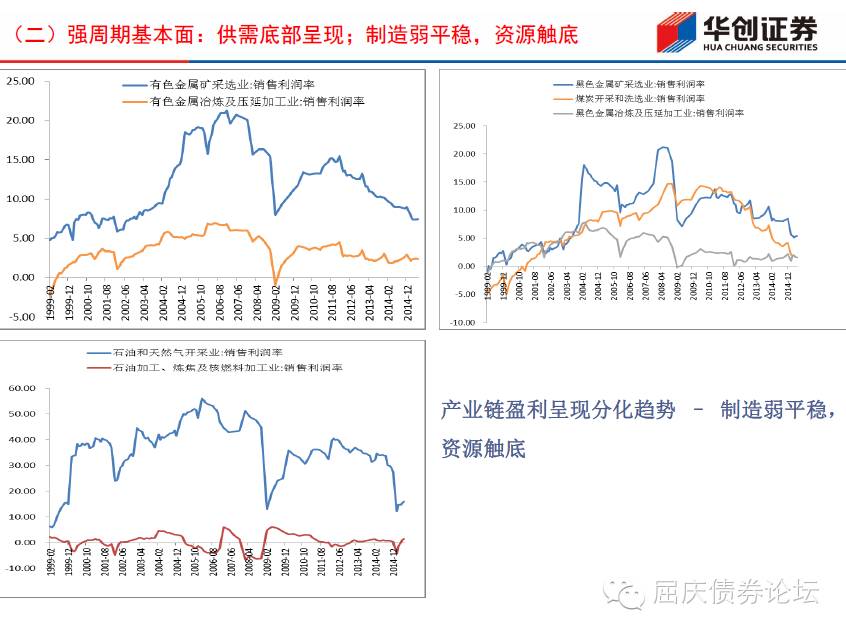 （二）强周期基本面：供需底部呈现；制造弱平稳，资源触底
华创证券
HUA CHUANG SECURITIES
有色金属矿采选业:销售利润率
有色金属冶炼及压延加工业:销售利润率
25.00
20.00
15.00
10.00
5.00
0.00
-5.00
1999-02 1999-12 2000-10 2001-08 2002-06 2003-04 2004-02 2004-12 2005-10 2006-08 2007-06 2008-04 2009-02 2009-12 2010-10 2011-08 2012-06 2013-04 2014-02 2014-12
黑色金属矿采选业:销售利润率
煤炭开采和洗选业:销售利润率
黑色金属冶炼及压延加工业:销售利润率
25.00
20.00
15.00
10.00
5.00
0.00
-5.00
-10.00
1999-02 1999-12 2000-10 2001-08 2002-06 2003-04 2004-02 2004-12 2005-10 2006-08 2007-06 2008-04 2009-02 2009-12 2010-10 2011-08 2012-06 2013-04 2014-02 2014-12
石油和天然气开采业:销售利润率
石油加工、炼焦及核燃料加工业:销售利润率
60.00
50.00
40.00
30.00
20.00
10.00
0.00
-10.00
1999-02 1999-12 2000-10 2001-08 2002-06 2003-04 2004-02 2004-12 2005-10 2006-08 2007-06 2008-04 2009-02 2009-12 2010-10 2011-08 2012-06 2013-04 2014-02 2014-12
产业链盈利呈现分化趋势 – 制造弱平稳，
资源触底
屈庆债券论坛